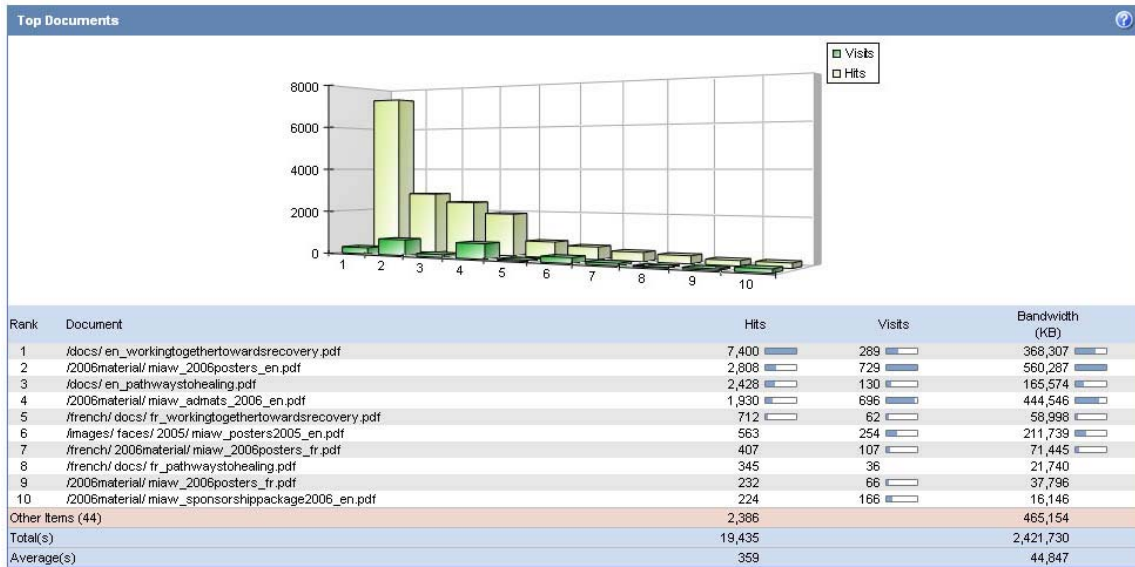 Top Documents
Visits
Hits
8000
6000
4000
2000
0
1 2 3 4 5 6 7 8 9 10
Rank Document Hits Visits Bandwidth (KB)
1 /docs/ en_workingtogethertowardsrecovery.pdf 7,400 289 368,307
2 /2006material/ miaw_2006posters_en.pdf 2,808 729 560,287
3 /docs/ en_pathwaystohealing.pdf 2,428 130 165,574
4 /2006material/ miaw_admats_2006_en.pdf 1,930 696 444,546
5 /french/ docs/ fr_workingtogethertowardsrecovery.pdf 712 62 58,998
6 /images/ faces/ 2005/ miaw_posters2005_en.pdf 563 254 211,739
7 /french/ 2006material/ miaw_2006posters_fr.pdf 407 107 71,445
8 /french/ docs/ fr_pathwaystohealing.pdf 345 36 21,740
9 /2006material/ miaw_2006posters_fr.pdf 232 66 37,796
10 /2006material/ miaw_sponsorshippackage2006_en.pdf 224 166 16,146
Other Items (44) 2,386 465,154
Total(s) 19,435 2,421,730
Average(s) 359 44,847